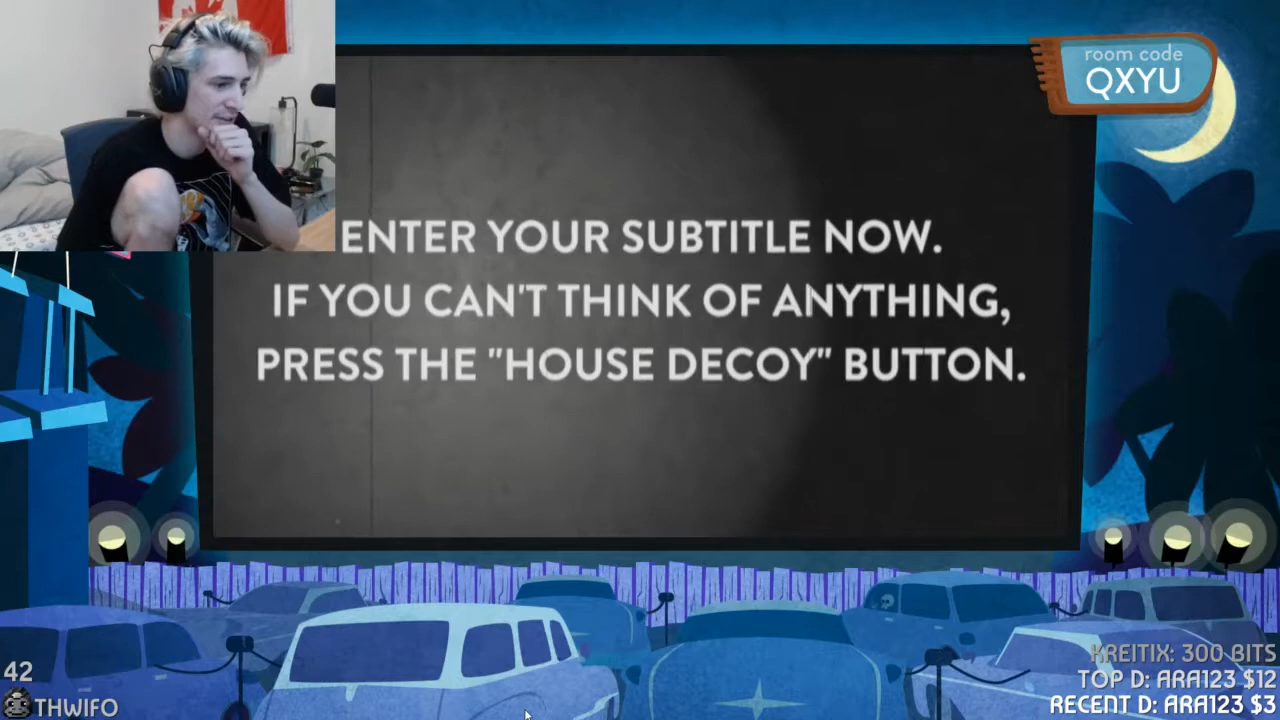 room code
QXYU
ENTER YOUR SUBTITLE NOW.
IF YOU CAN'T THINK OF ANYTHING,
PRESS THE "HOUSE DECOY" BUTTON.
42
THWIFO
KREITIX: 300 BITS
TOP D: ARA123 $12
RECENT D: ARA123 $3